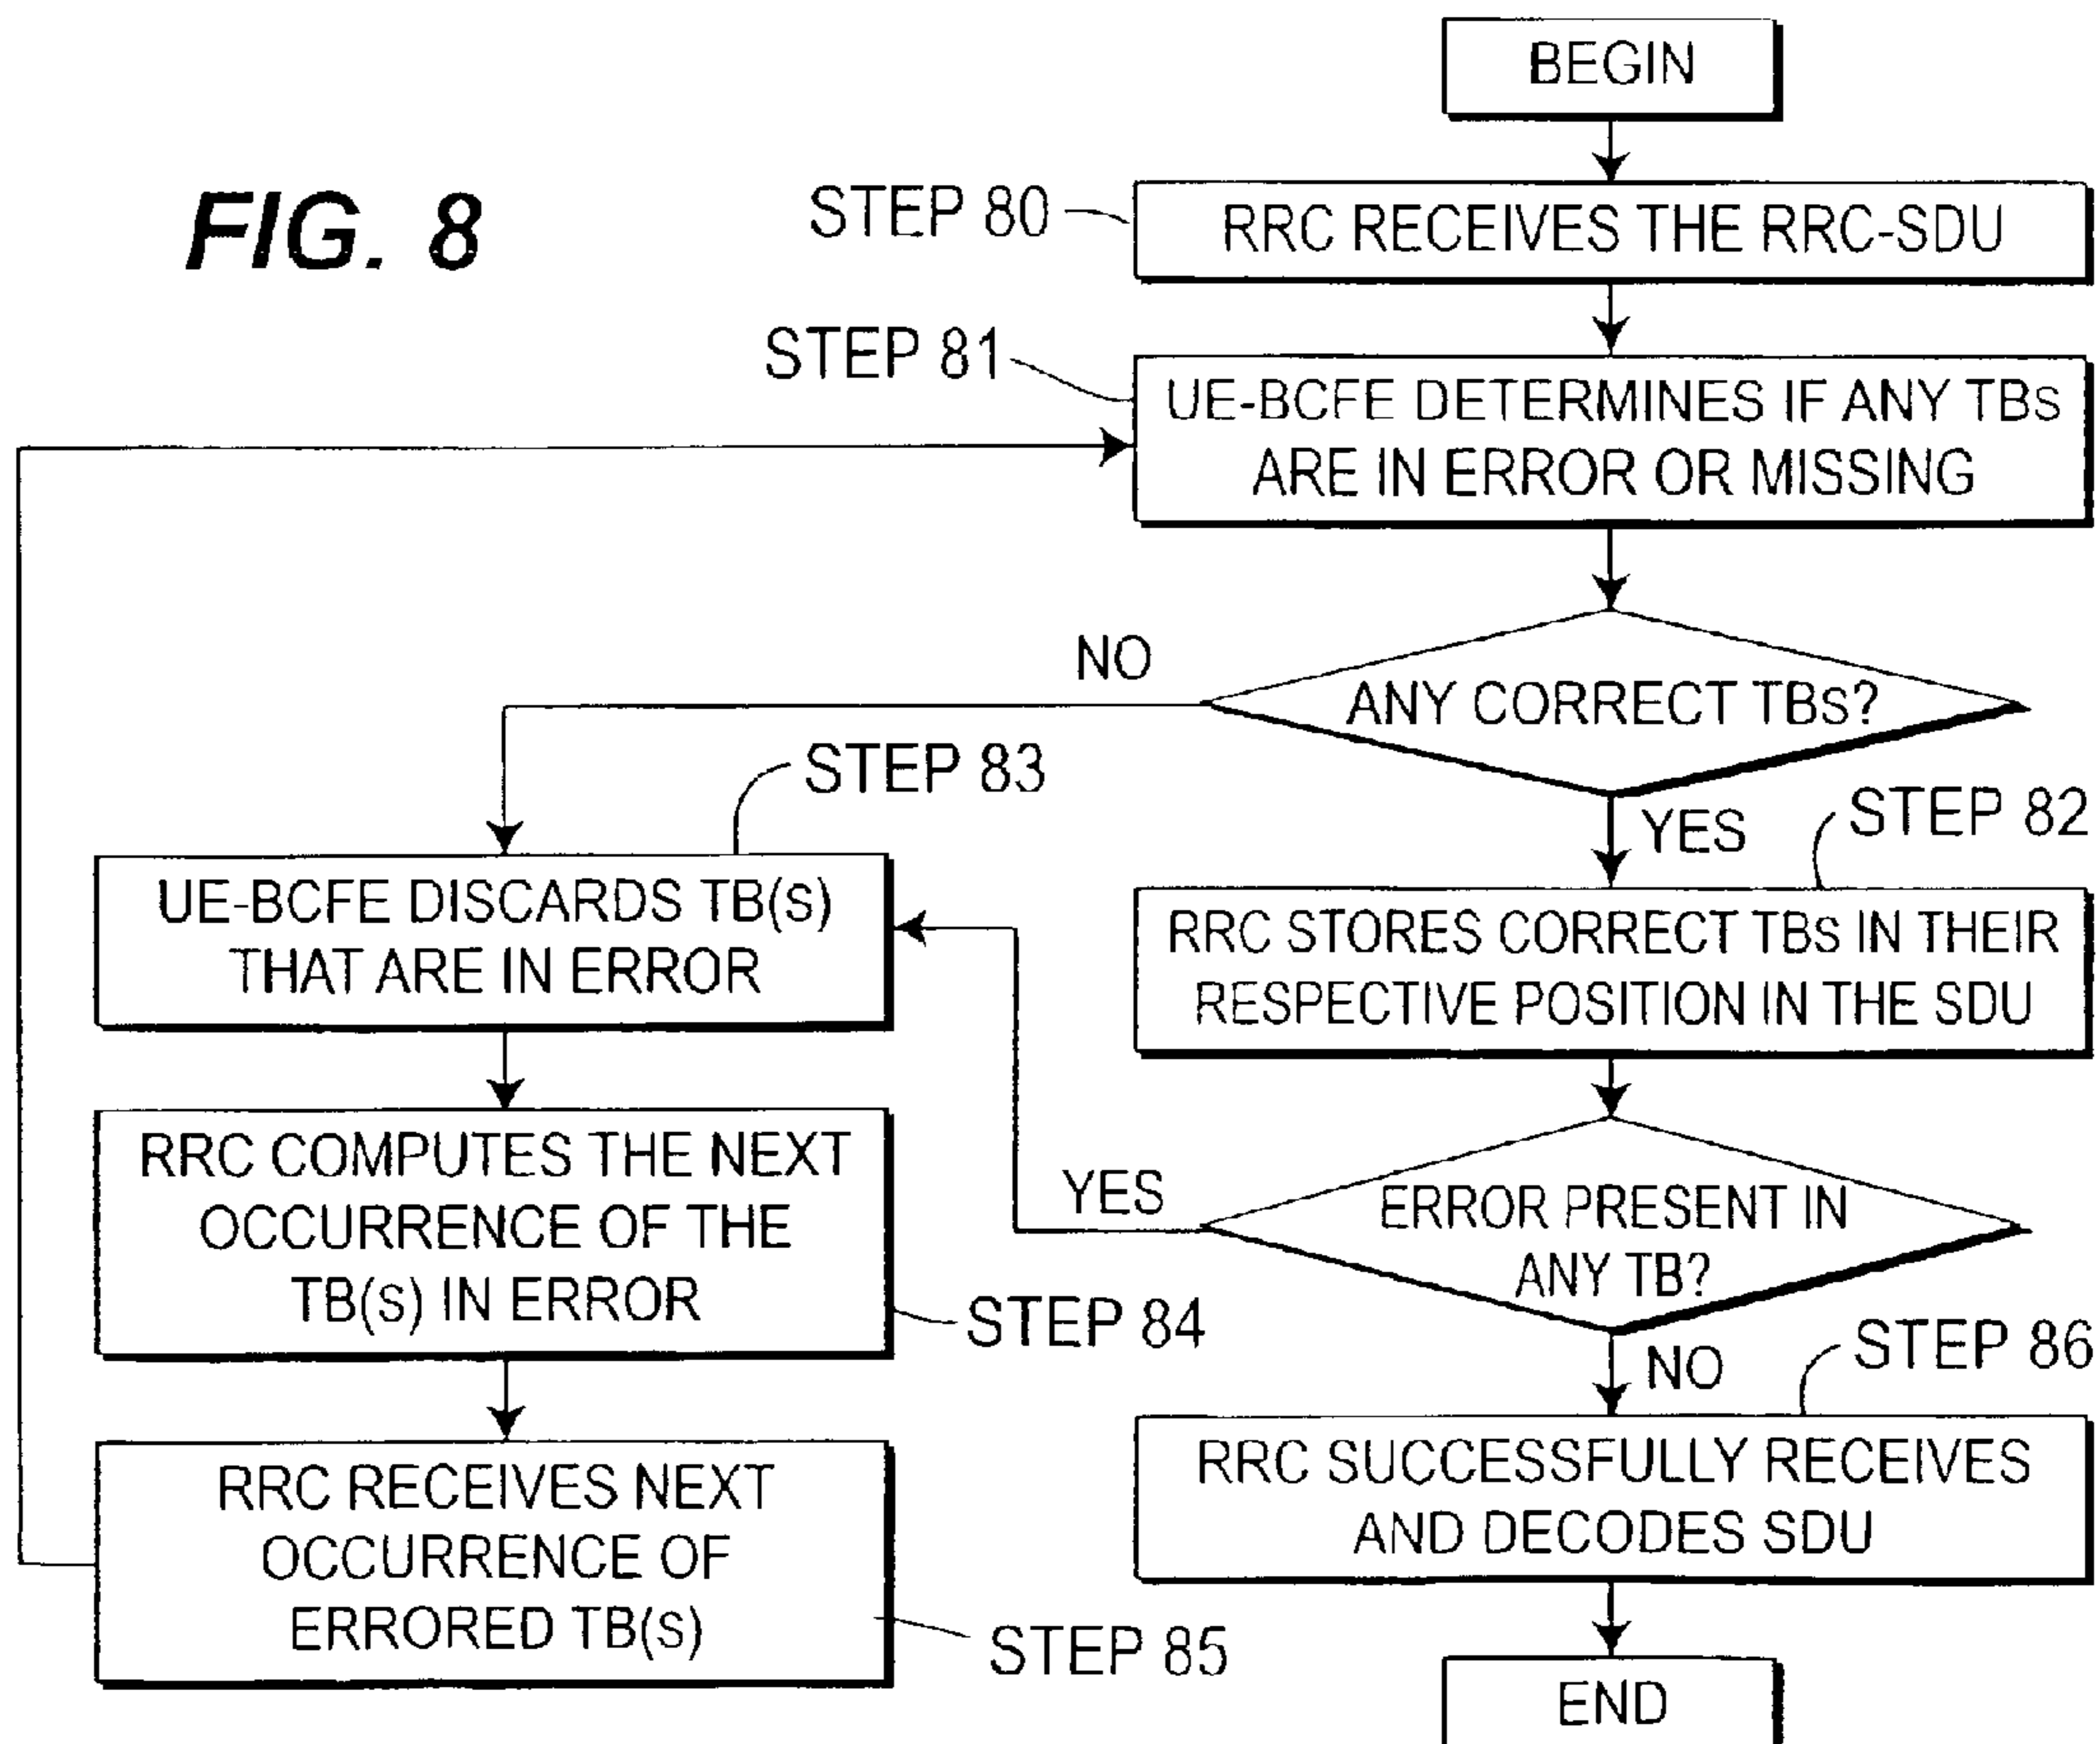 BEGIN
FIG. 8
STEP 80
RRC RECEIVES THE RRC-SDU
STEP 81
UE-BCFE DETERMINES IF ANY TBs
ARE IN ERROR OR MISSING
NO
ANY CORRECT TBs?
STEP 83
YES
STEP 82
UE-BCFE DISCARDS TB(s)
THAT ARE IN ERROR
RRC STORES CORRECT TBs IN THEIR
RESPECTIVE POSITION IN THE SDU
RRC COMPUTES THE NEXT
OCCURRENCE OF THE
TB(s) IN ERROR
STEP 84
YES
ERROR PRESENT IN
ANY TB?
NO
STEP 86
RRC RECEIVES NEXT
OCCURRENCE OF
ERRORED TB(s)
STEP 85
RRC SUCCESSFULLY RECEIVES
AND DECODES SDU
END